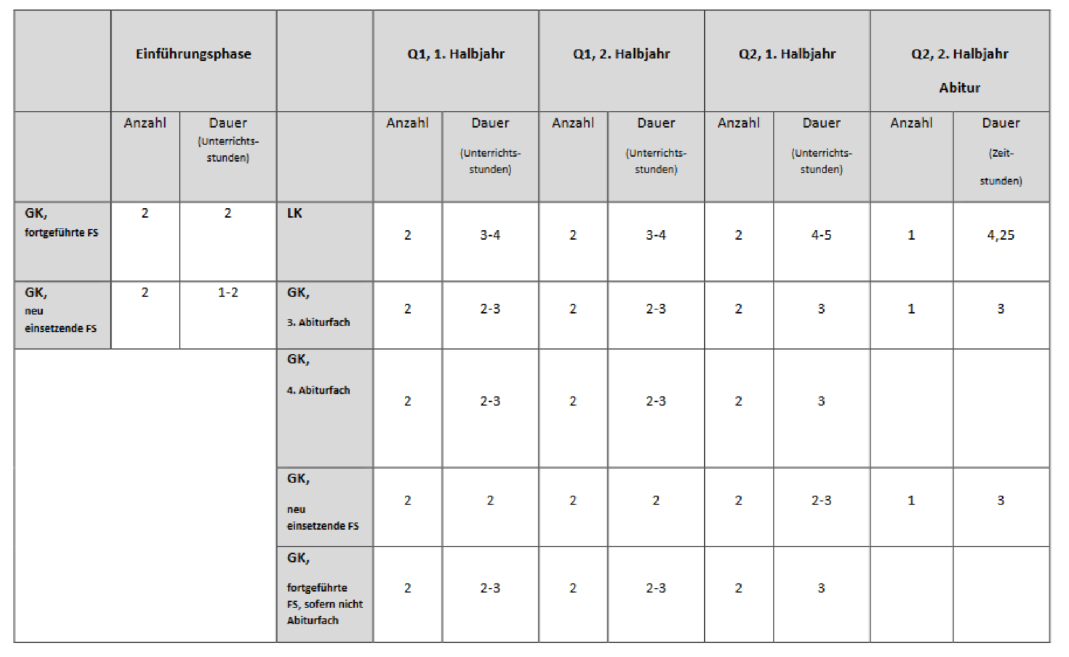 Einführungsphase Q1, 1. Halbjahr Q1, 2. Halbjahr Q2, 1. Halbjahr Q2, 2. Halbjahr
Abitur
Anzahl Dauer Anzahl Dauer Anzahl Dauer Anzahl Dauer Anzahl Dauer
(Unterrichts-
stunden)
(Unterrichts-
stunden)
(Unterrichts-
stunden)
(Unterrichts-
stunden)
(Zeit-
stunden)
GK,
fortgeführte FS
2 2
LK
2 3-4 2 3-4 2 4-5 1 4,25
GK,
neu
einsetzende FS
2 1-2
GK,
3. Abiturfach
2 2-3 2 2-3 2 3 1 3
GK,
4. Abiturfach
2 2-3 2 2-3 2 3
GK,
neu
einsetzende FS
2 2 2 2 2 2-3 1 3
GK,
fortgeführte
FS, sofern nicht
Abiturfach
2 2-3 2 2-3 2 3